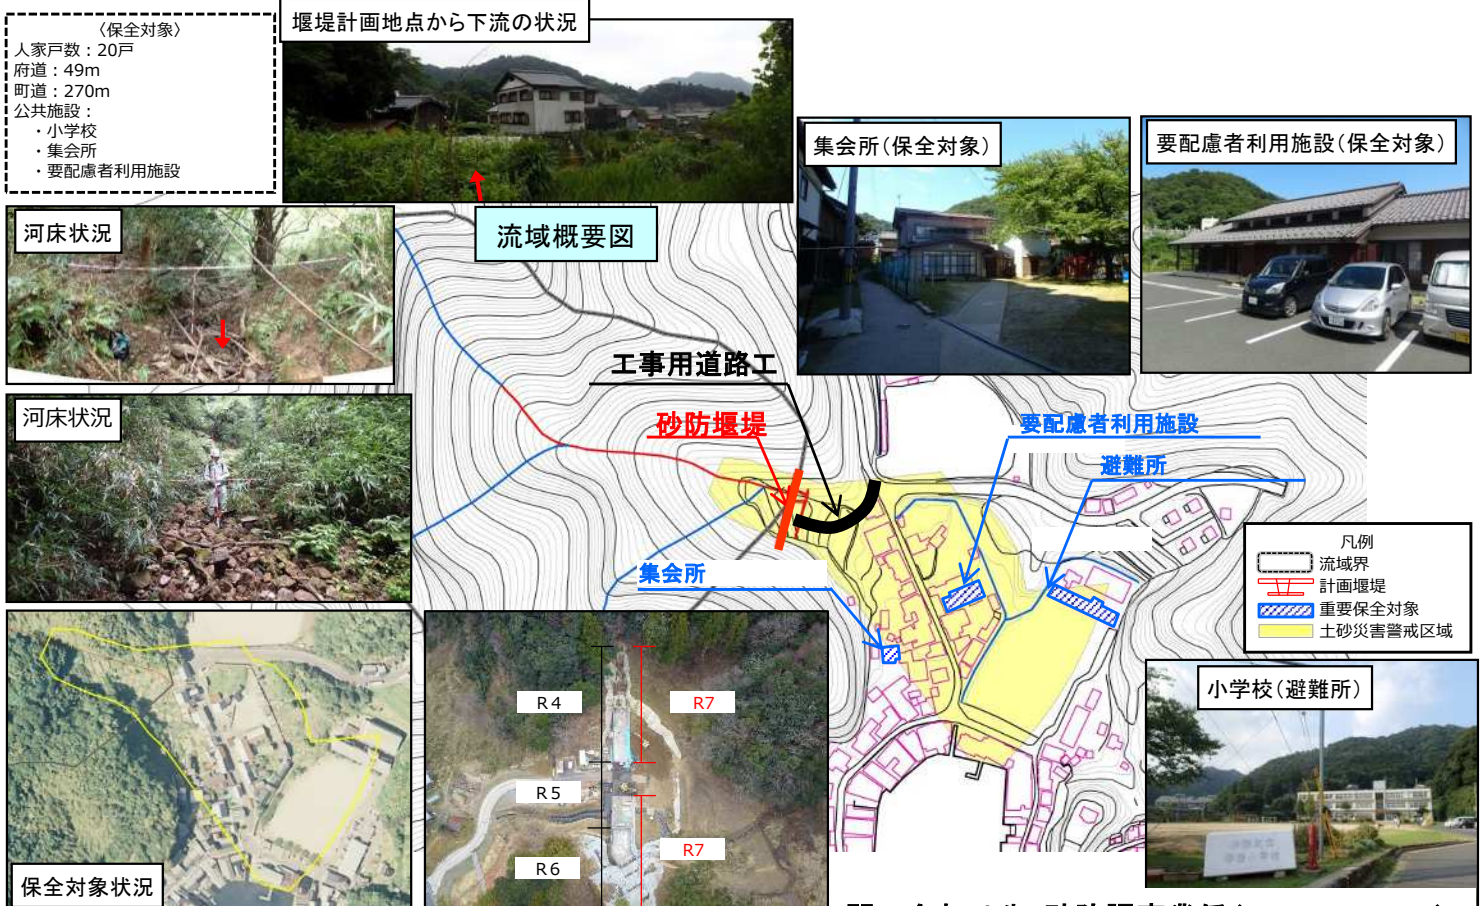 〈保全対象〉
人家戸数：20戸
府道：49m
町道：270m
公共施設：
・小学校
・集会所
・要配慮者利用施設
堰堤計画地点から下流の状況
集会所（保全対象）
要配慮者利用施設（保全対象）
河床状況
流域概要図
河床状況
工事用道路工
砂防堰堤
要配慮者利用施設
避難所
集会所
凡例
流域界
計画堰堤
重要保全対象
土砂災害警戒区域
小学校（避難所）
保全対象状況
R4
R7
R5
R6
R7